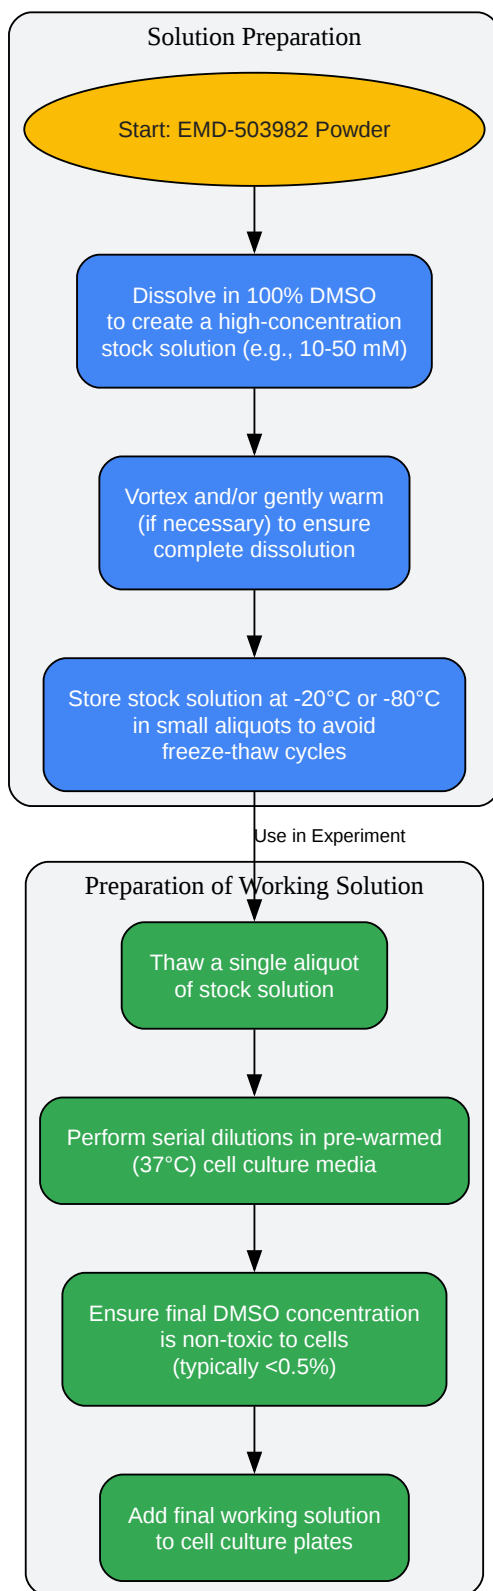 Solution Preparation
Start: EMD-503982 Powder
Dissolve in 100% DMSO
to create a high-concentration
stock solution (e.g., 10-50 mM)
Vortex and/or gently warm
(if necessary) to ensure
complete dissolution
Store stock solution at -20°C or -80°C
in small aliquots to avoid
freeze-thaw cycles
Use in Experiment
Preparation of Working Solution
Thaw a single aliquot
of stock solution
Perform serial dilutions in pre-warmed
(37°C) cell culture media
Ensure final DMSO concentration
is non-toxic to cells
(typically <0.5%)
Add final working solution
to cell culture plates